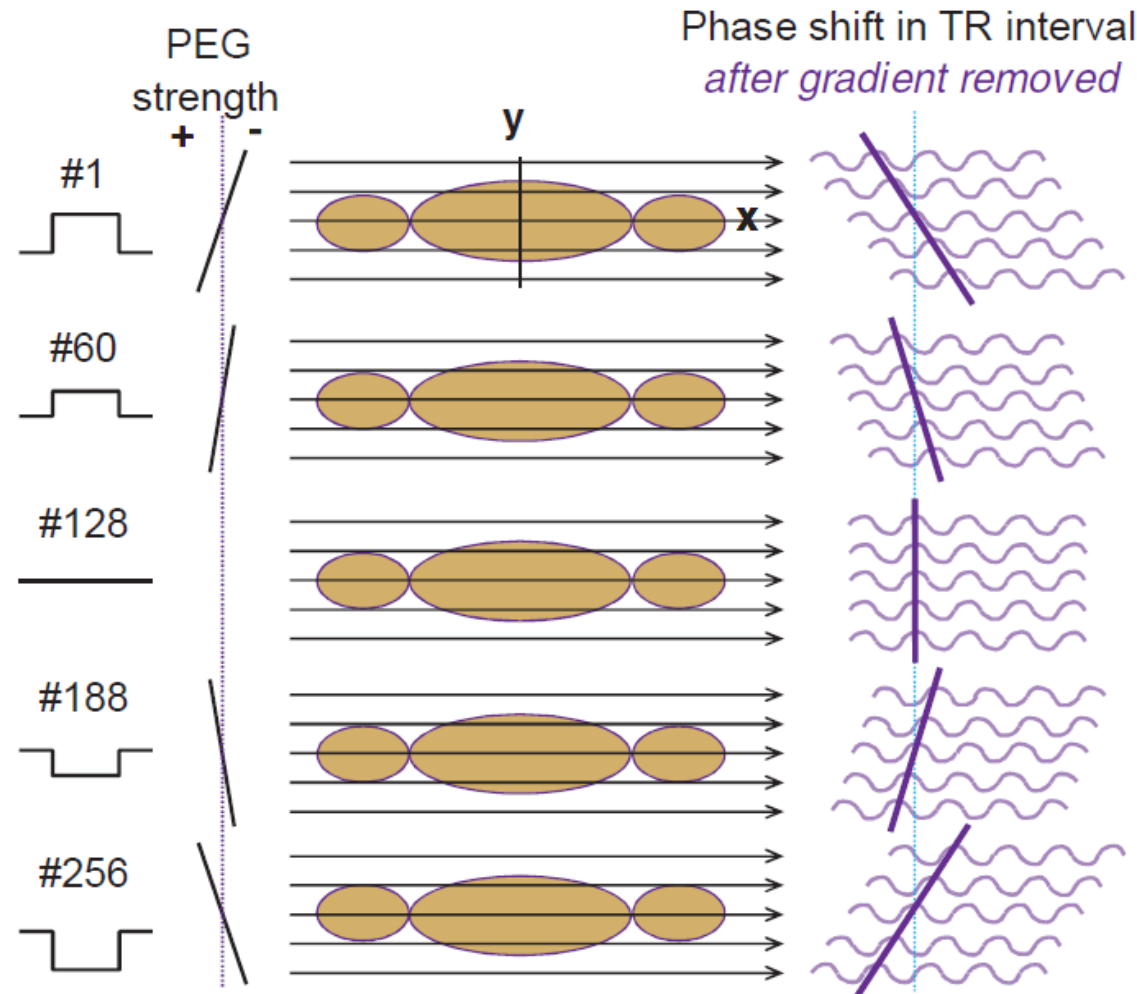 PEG
strength
+ -
Phase shift in TR interval
after gradient removed
y
x
#1
#60
#128
#188
#256